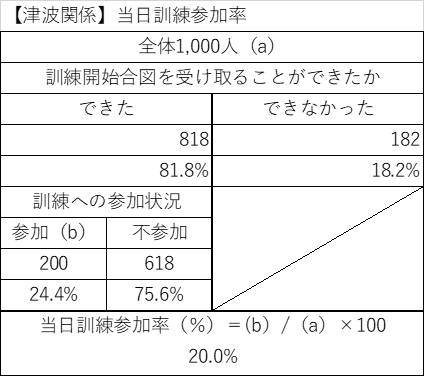 【津波関係】当日訓練参加率
全体1,000人（a）
訓練開始合図を受け取ることができたか
できた できなかった
818 182
81.8% 18.2%
訓練への参加状況
参加（b） 不参加
200 618
24.4% 75.6%
当日訓練参加率（%）＝(b）/（a）×100
20.0%